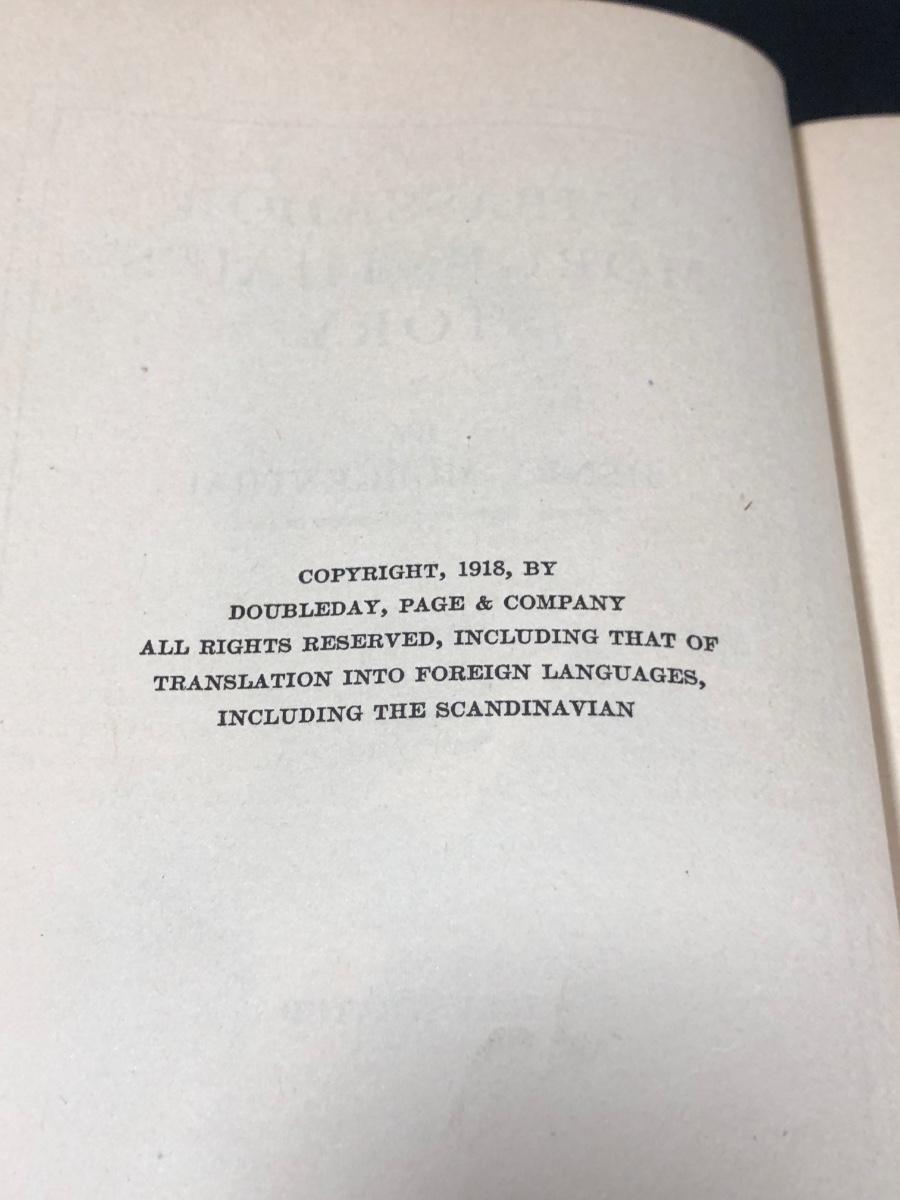 COPYRIGHT, 1918, BY
DOUBLEDAY, PAGE & COMPANY
ALL RIGHTS RESERVED, INCLUDING THAT OF
TRANSLATION INTO FOREIGN LANGUAGES,
INCLUDING THE SCANDINAVIAN